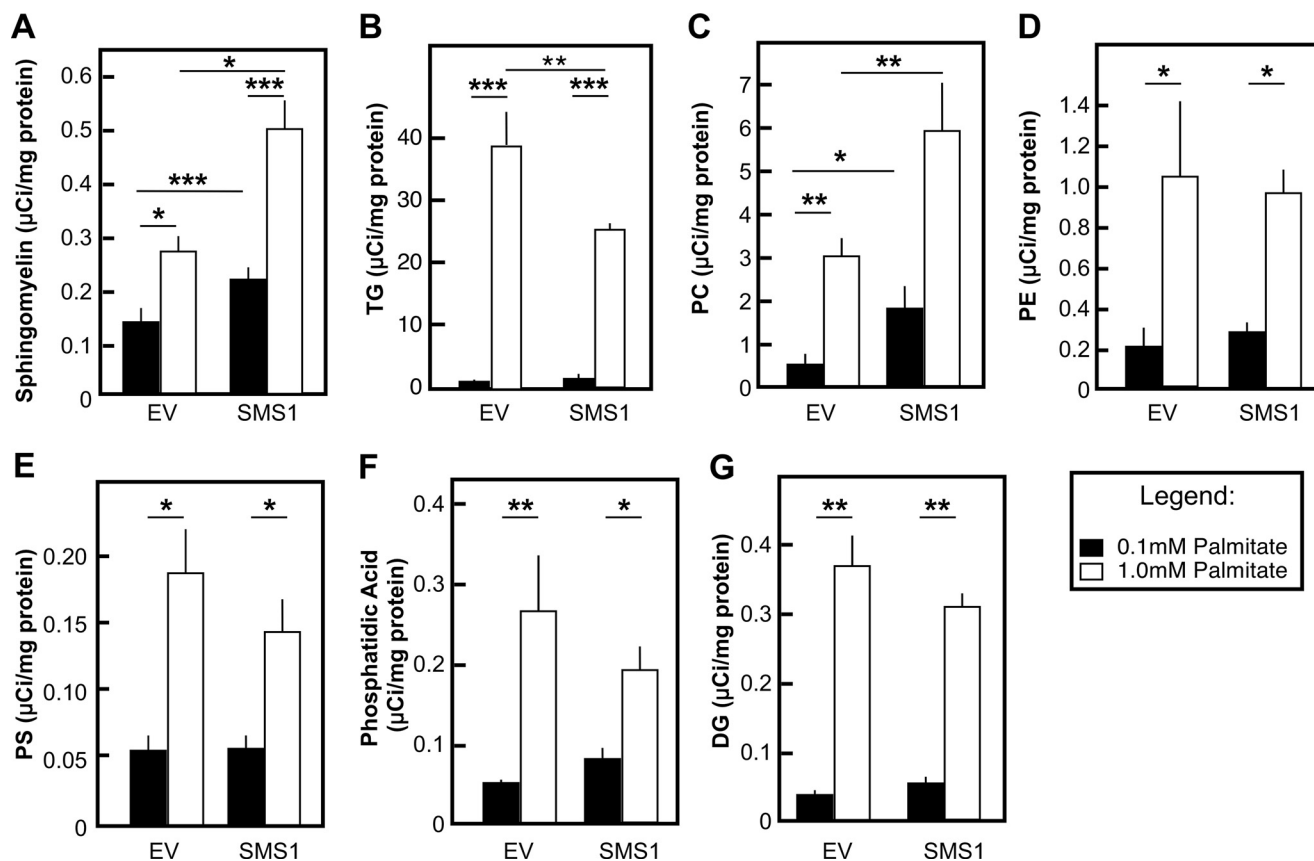 A
Sphingomyelin (µCi/mg protein)
0.6
0.5
0.4
0.3
0.2
0.1
0
*
***
***
*
EV SMS1
B
TG (µCi/mg protein)
40
30
20
10
0
**
*** ***
EV SMS1
C
PC (µCi/mg protein)
7
6
5
4
3
2
1
0
**
*
**
EV SMS1
D
PE (µCi/mg protein)
1.4
1.2
1.0
0.8
0.6
0.4
0.2
0
* *
EV SMS1
E
PS (µCi/mg protein)
0.20
0.15
0.10
0.05
0
* *
EV SMS1
F
Phosphatidic Acid
(µCi/mg protein)
0.4
0.3
0.2
0.1
0
** *
EV SMS1
G
DG (µCi/mg protein)
0.4
0.3
0.2
0.1
0
** **
EV SMS1
Legend:
0.1mM Palmitate
1.0mM Palmitate